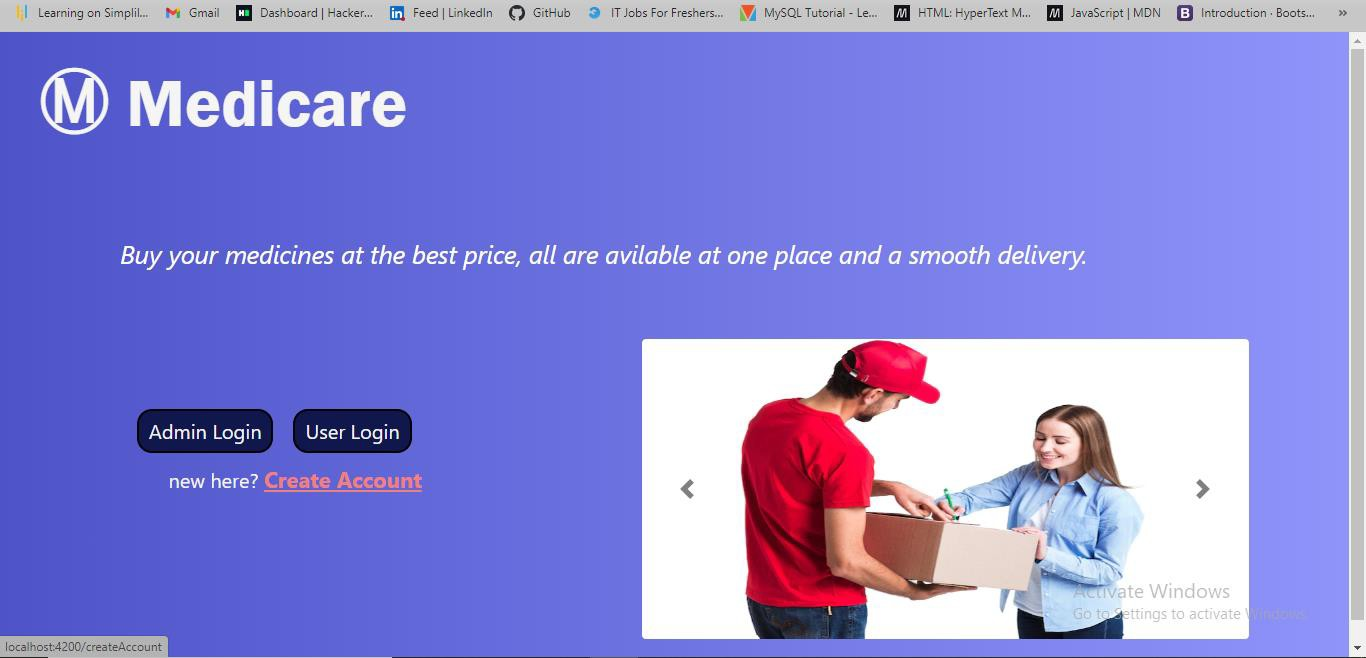 Learning on Simplil...
Gmail
Dashboard | Hacker...
Feed | LinkedIn
GitHub
IT Jobs For Freshers...
MySQL Tutorial - Le...
HTML: HyperText M...
JavaScript | MDN
Introduction · Boots...
M Medicare
Buy your medicines at the best price, all are avilable at one place and a smooth delivery.
Admin Login
User Login
new here? Create Account
Activate Windows
Go to Settings to activate Windows.
localhost:4200/createAccount